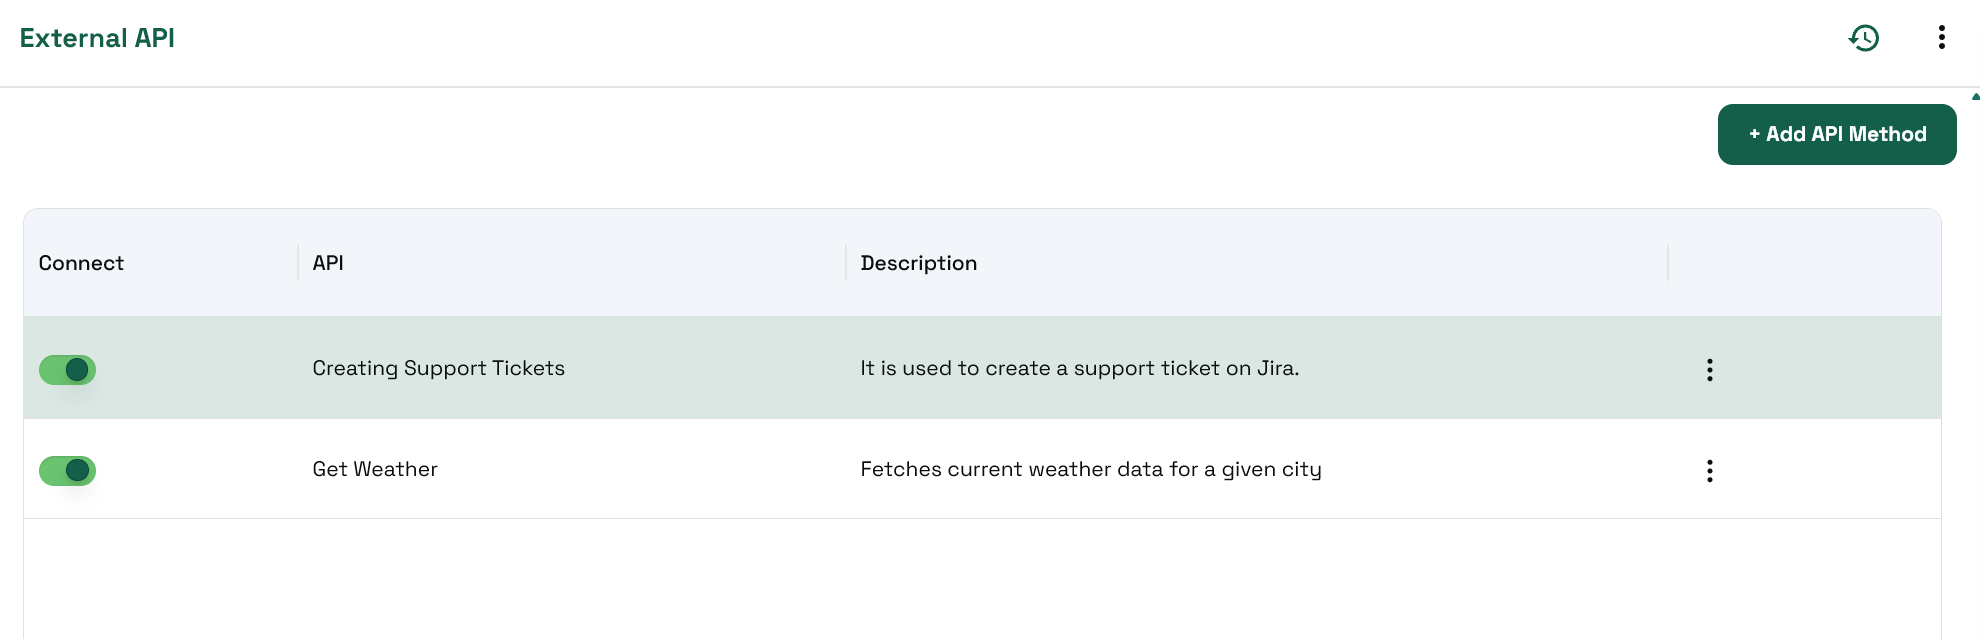 External API
+ Add API Method
Connect API Description
Creating Support Tickets It is used to create a support ticket on Jira.
Get Weather Fetches current weather data for a given city